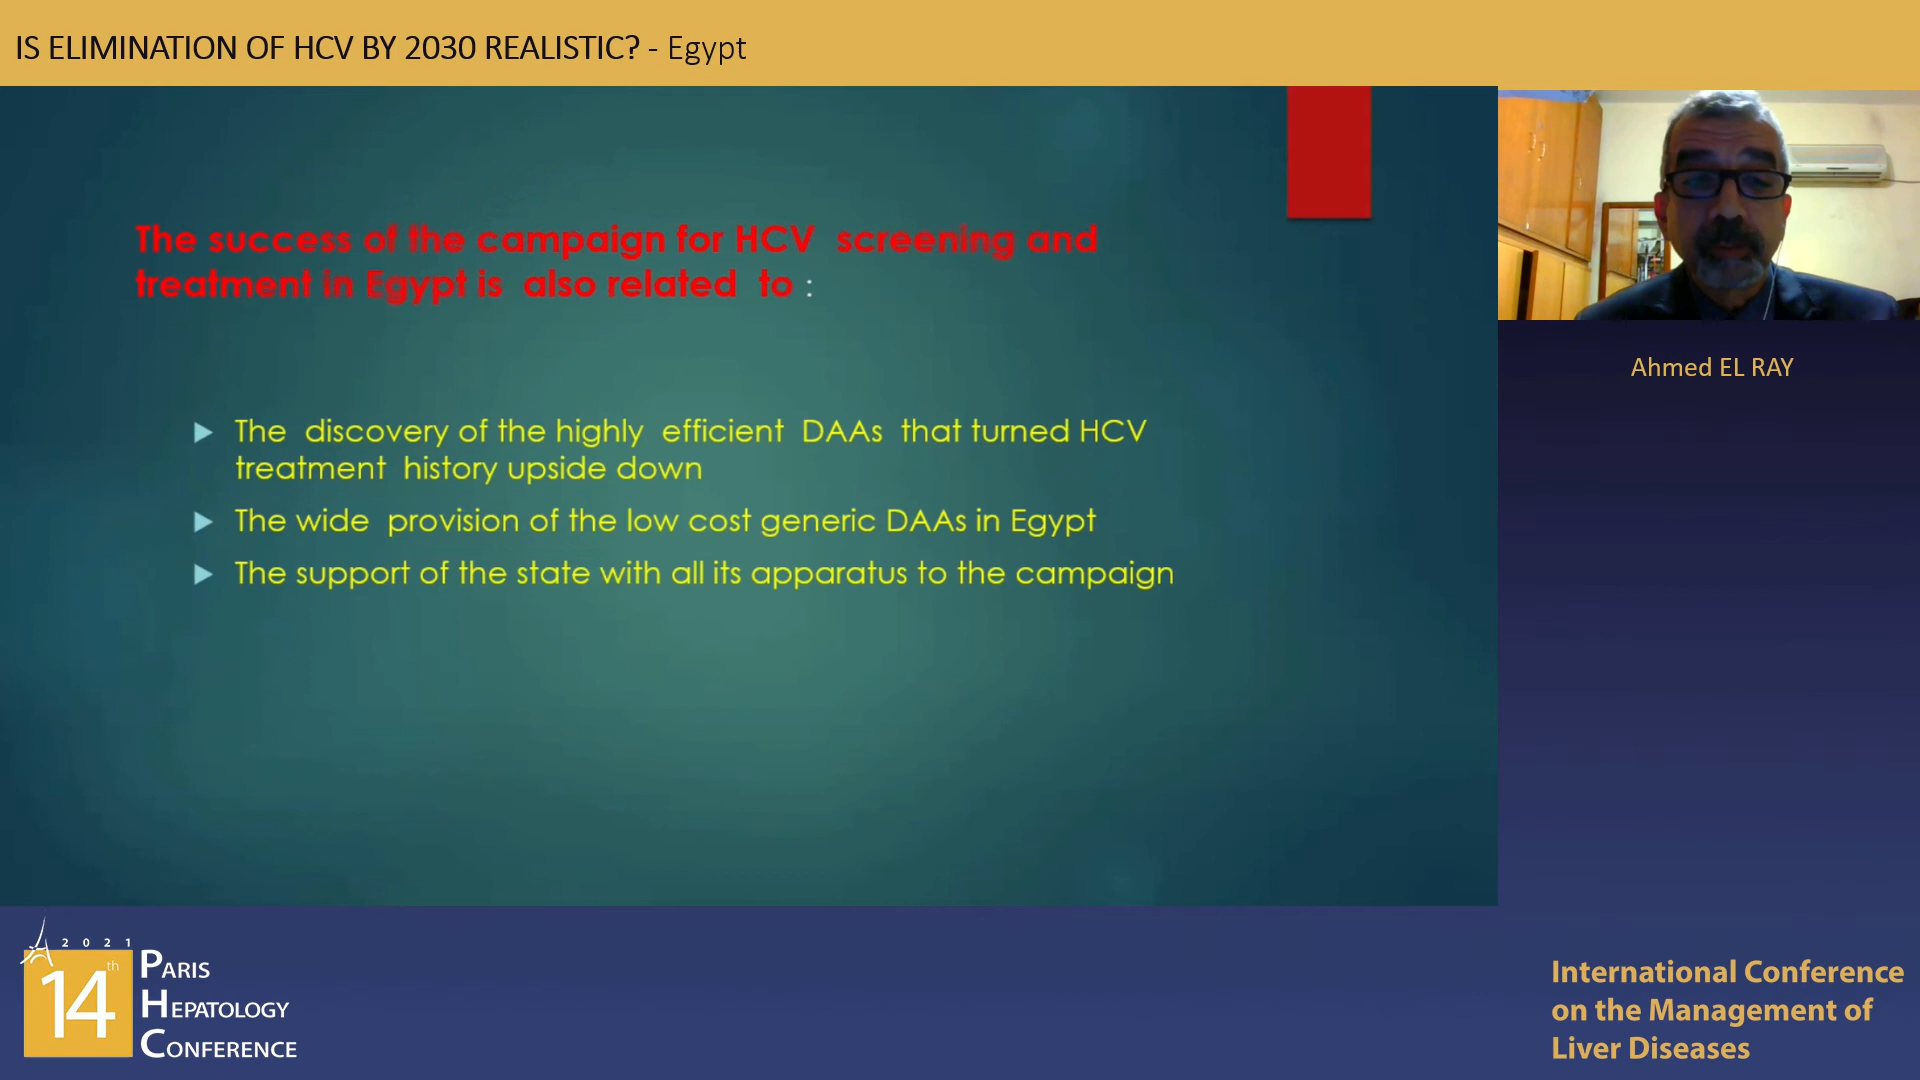 IS ELIMINATION OF HCV BY 2030 REALISTIC? - Egypt
The success of the campaign for HCV screening and
treatment in Egypt is also related to :
▶ The discovery of the highly efficient DAAs that turned HCV
treatment history upside down
▶ The wide provision of the low cost generic DAAs in Egypt
▶ The support of the state with all its apparatus to the campaign
Ahmed EL RAY
2021
14th
PARIS
HEPATOLOGY
CONFERENCE
International Conference
on the Management of
Liver Diseases